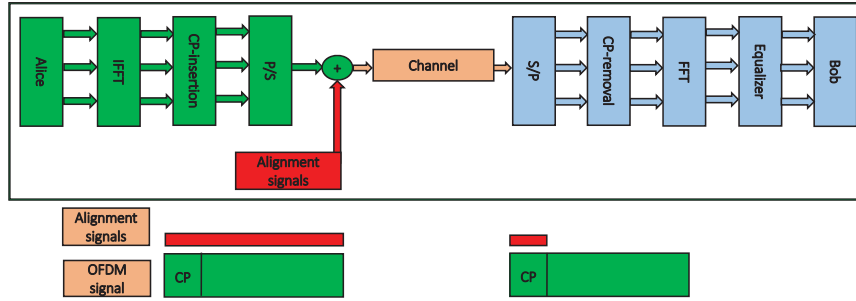 Alice
IFFT
CP-insertion
P/S
+
Channel
S/P
CP-removal
FFT
Equalizer
Bob
Alignment
signals
Alignment
signals
OFDM
signal
CP
CP